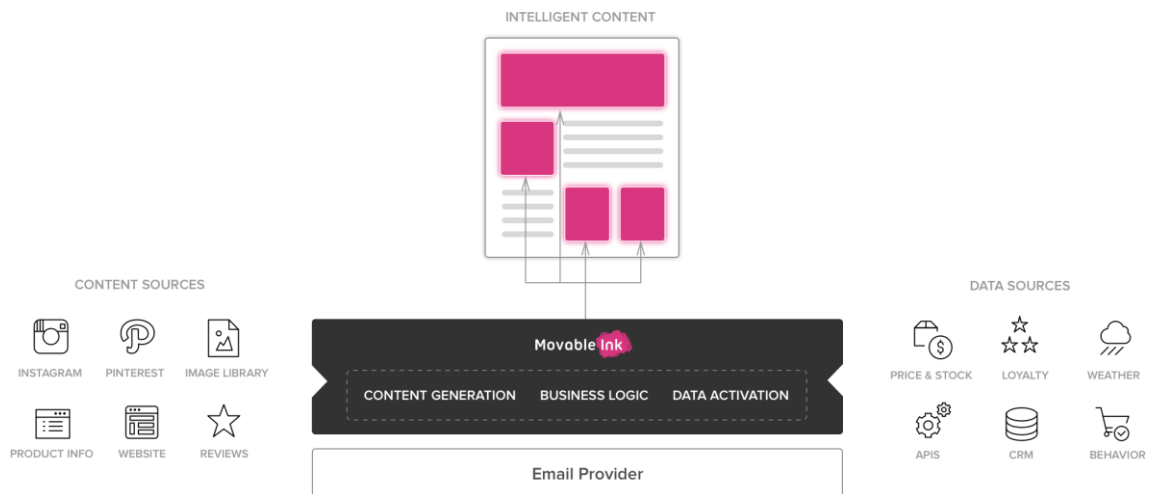 INTELLIGENT CONTENT
CONTENT SOURCES
INSTAGRAM PINTEREST IMAGE LIBRARY
PRODUCT INFO WEBSITE REVIEWS
Movable Ink
CONTENT GENERATION BUSINESS LOGIC DATA ACTIVATION
Email Provider
DATA SOURCES
$
PRICE & STOCK LOYALTY WEATHER
APIS CRM BEHAVIOR